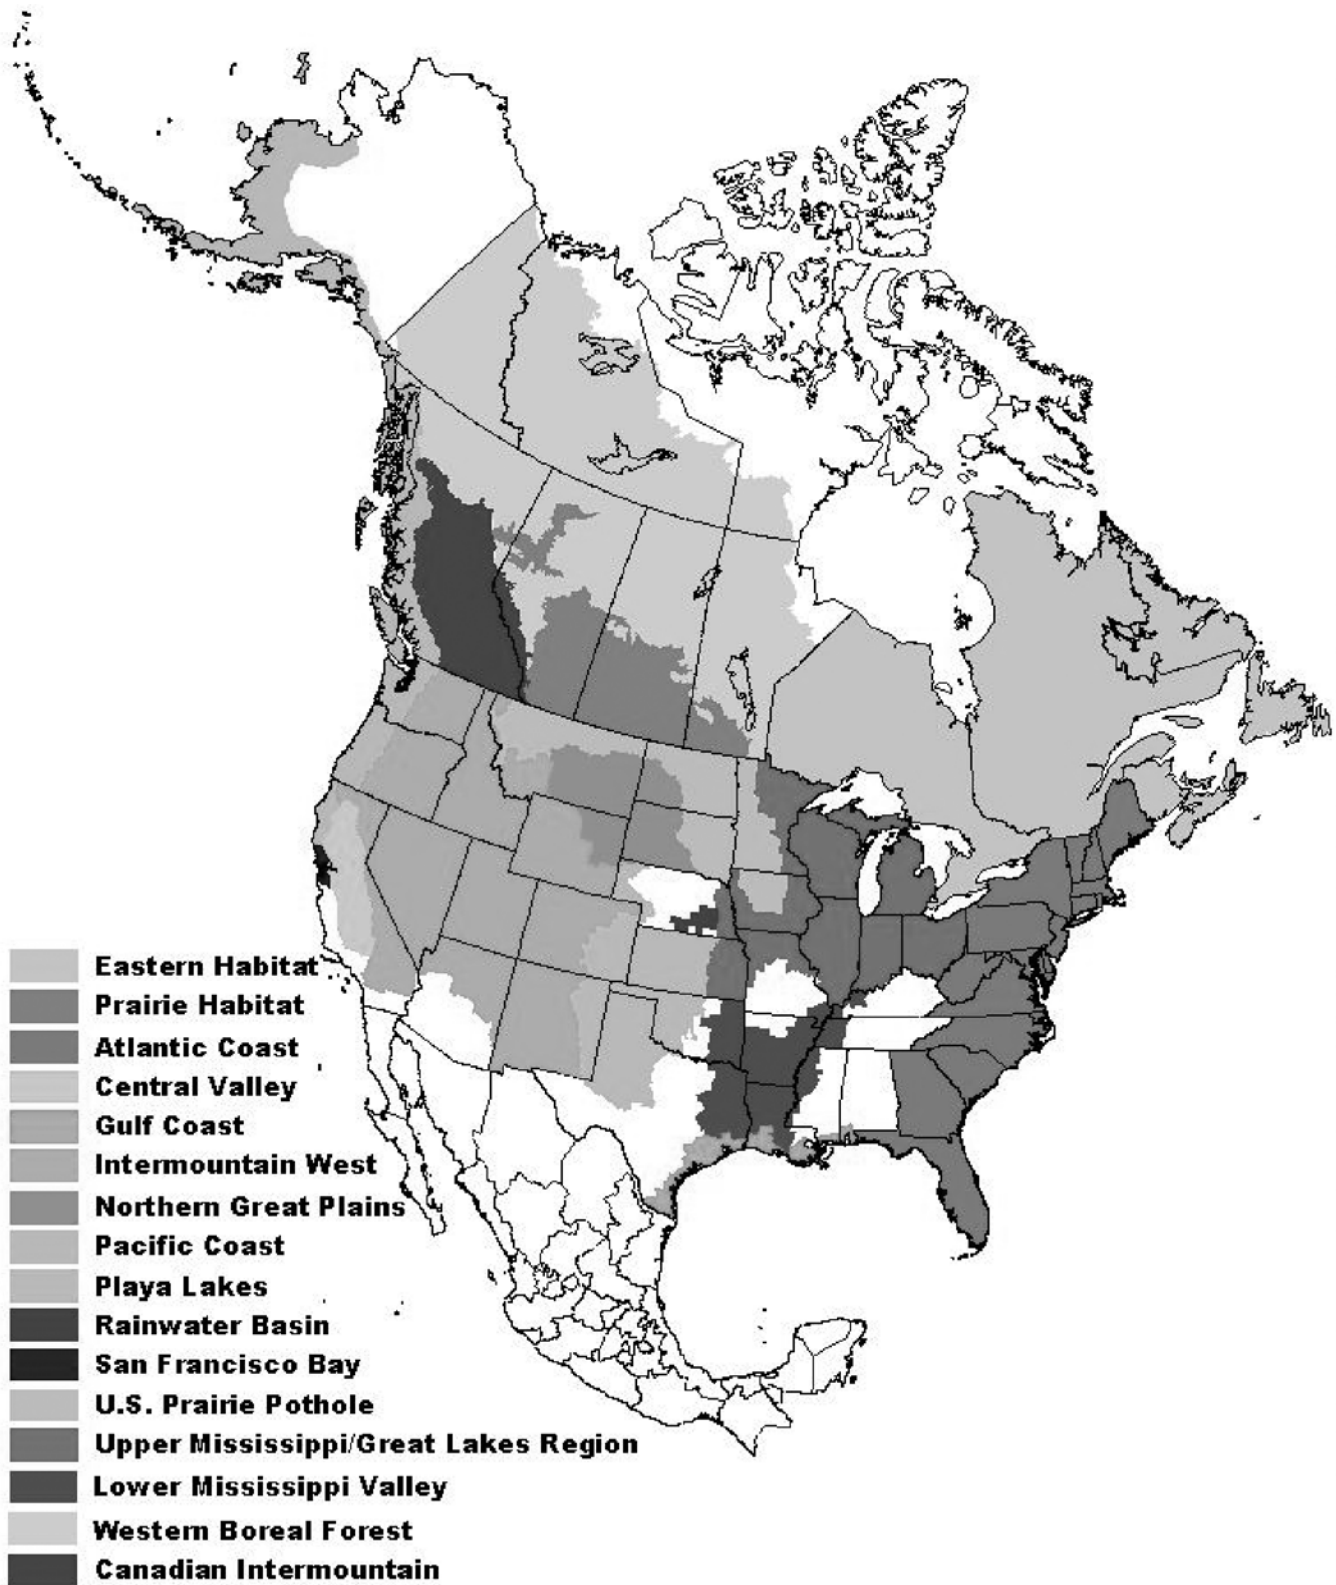 Eastern Habitat
Prairie Habitat
Atlantic Coast
Central Valley
Gulf Coast
Intermountain West
Northern Great Plains
Pacific Coast
Playa Lakes
Rainwater Basin
San Francisco Bay
U.S. Prairie Pothole
Upper Mississippi/Great Lakes Region
Lower Mississippi Valley
Western Boreal Forest
Canadian Intermountain